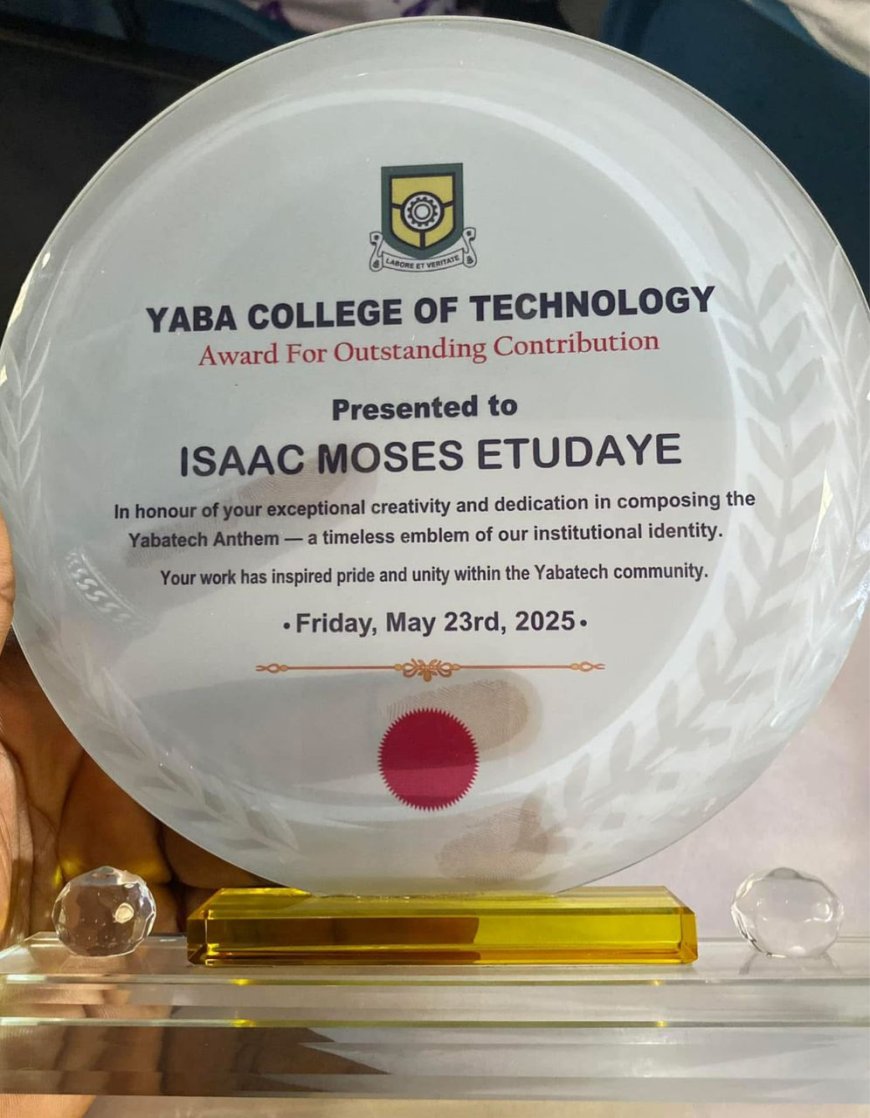 LABORE ET VERITATE
YABA COLLEGE OF TECHNOLOGY
Award For Outstanding Contribution
Presented to
ISAAC MOSES ETUDAYE
In honour of your exceptional creativity and dedication in composing the
Yabatech Anthem — a timeless emblem of our institutional identity.
Your work has inspired pride and unity within the Yabatech community.
•Friday, May 23rd, 2025•